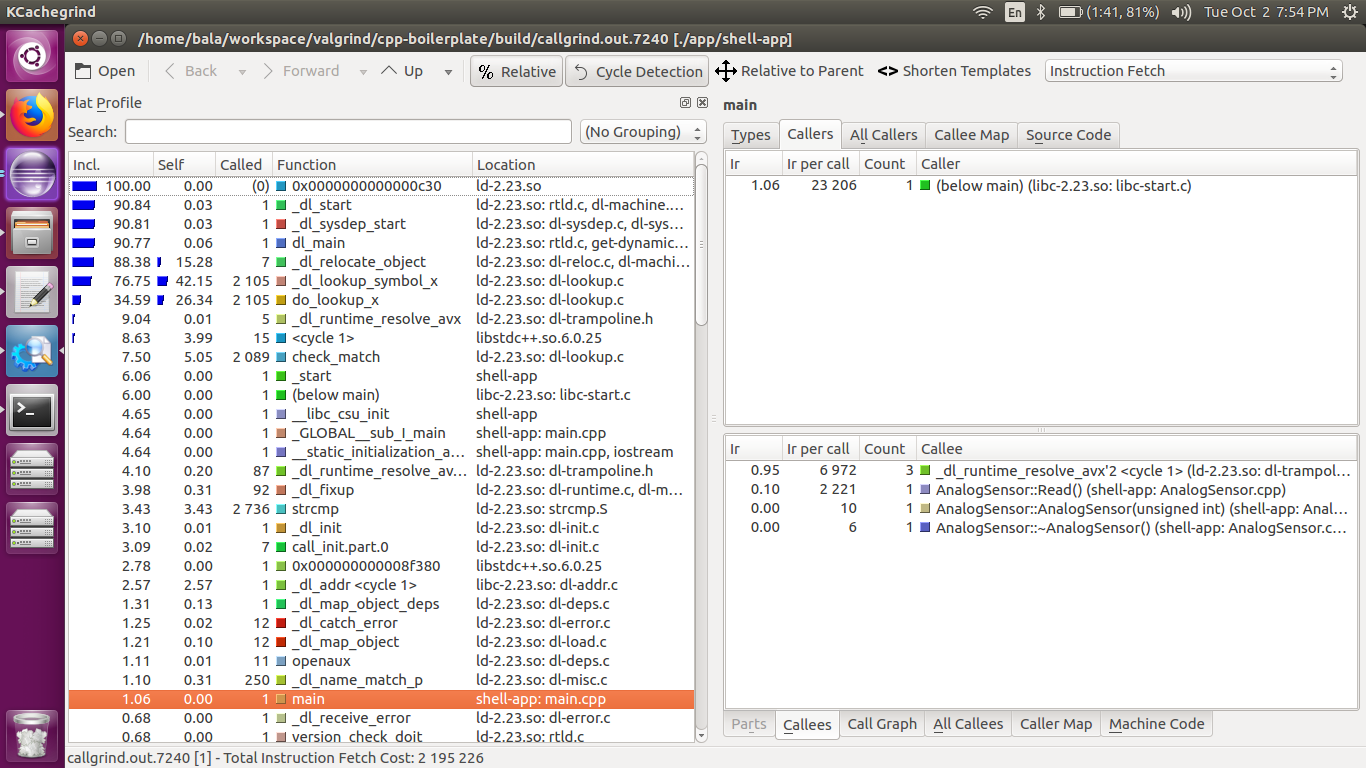 KCachegrind
En (1:41, 81%) Tue Oct 2 7:54 PM
/home/bala/workspace/valgrind/cpp-boilerplate/build/callgrind.out.7240 [./app/shell-app]
Open Back Forward Up % Relative Cycle Detection Relative to Parent <> Shorten Templates Instruction Fetch
Flat Profile
Search: (No Grouping)
Incl. Self Called Function Location
100.00 0.00 (0) 0x0000000000000c30 ld-2.23.so
90.84 0.03 1 _dl_start ld-2.23.so: rtld.c, dl-machine....
90.81 0.03 1 _dl_sysdep_start ld-2.23.so: dl-sysdep.c, dl-sys...
90.77 0.06 1 dl_main ld-2.23.so: rtld.c, get-dynamic...
88.38 15.28 7 _dl_relocate_object ld-2.23.so: dl-reloc.c, dl-machi...
76.75 42.15 2 105 _dl_lookup_symbol_x ld-2.23.so: dl-lookup.c
34.59 26.34 2 105 do_lookup_x ld-2.23.so: dl-lookup.c
9.04 0.01 5 _dl_runtime_resolve_avx ld-2.23.so: dl-trampoline.h
8.63 3.99 15 <cycle 1> libstdc++.so.6.0.25
7.50 5.05 2 089 check_match ld-2.23.so: dl-lookup.c
6.06 0.00 1 _start shell-app
6.00 0.00 1 (below main) libc-2.23.so: libc-start.c
4.65 0.00 1 __libc_csu_init shell-app
4.64 0.00 1 _GLOBAL__sub_I_main shell-app: main.cpp
4.64 0.00 1 __static_initialization_a... shell-app: main.cpp, iostream
4.10 0.20 87 _dl_runtime_resolve_av... ld-2.23.so: dl-trampoline.h
3.98 0.31 92 _dl_fixup ld-2.23.so: dl-runtime.c, dl-m...
3.43 3.43 2 736 strcmp ld-2.23.so: strcmp.S
3.10 0.01 1 _dl_init ld-2.23.so: dl-init.c
3.09 0.02 7 call_init.part.0 ld-2.23.so: dl-init.c
2.78 0.00 1 0x000000000008f380 libstdc++.so.6.0.25
2.57 2.57 1 _dl_addr <cycle 1> libc-2.23.so: dl-addr.c
1.31 0.13 1 _dl_map_object_deps ld-2.23.so: dl-deps.c
1.25 0.02 12 _dl_catch_error ld-2.23.so: dl-error.c
1.21 0.10 12 _dl_map_object ld-2.23.so: dl-load.c
1.11 0.01 11 openaux ld-2.23.so: dl-deps.c
1.10 0.31 250 _dl_name_match_p ld-2.23.so: dl-misc.c
1.06 0.00 1 main shell-app: main.cpp
0.68 0.00 1 _dl_receive_error ld-2.23.so: dl-error.c
0.68 0.00 1 version_check_doit ld-2.23.so: rtld.c
main
Types Callers All Callers Callee Map Source Code
Ir Ir per call Count Caller
1.06 23 206 1 (below main) (libc-2.23.so: libc-start.c)
Ir Ir per call Count Callee
0.95 6 972 3 _dl_runtime_resolve_avx'2 <cycle 1> (ld-2.23.so: dl-trampol...
0.10 2 221 1 AnalogSensor::Read() (shell-app: AnalogSensor.cpp)
0.00 10 1 AnalogSensor::AnalogSensor(unsigned int) (shell-app: Anal...
0.00 6 1 AnalogSensor::~AnalogSensor() (shell-app: AnalogSensor.c...
Parts Callees Call Graph All Callees Caller Map Machine Code
callgrind.out.7240 [1] - Total Instruction Fetch Cost: 2 195 226